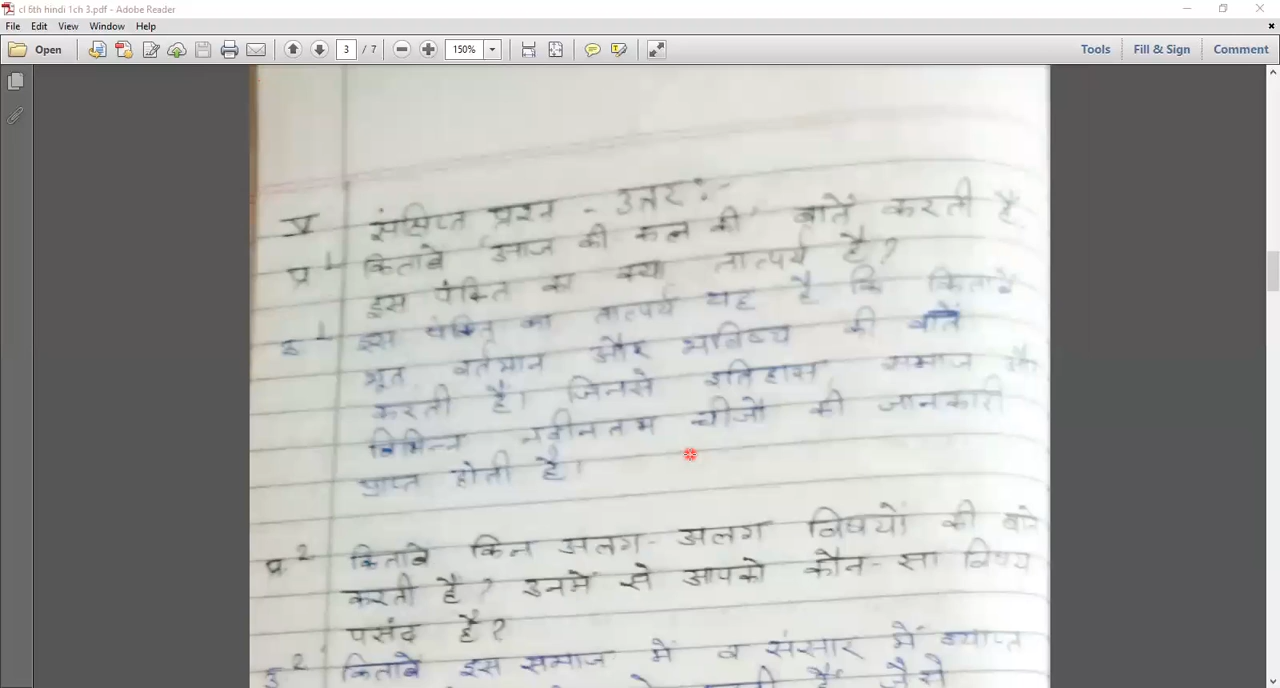 cl 5th hindi 1ch 3.pdf - Adobe Reader
File Edit View Window Help
Open 3 / 7 150% Tools Fill & Sign Comment
V संक्षिप्त प्रश्न - उत्तर :-
प्र 1 किताबें 'आज की कल की' बातें करती हैं
इस पंक्ति का क्या तात्पर्य है?
उ 1 इस पंक्ति का तात्पर्य यह है कि किताबें
भूत वर्तमान और भविष्य की बातें
करती हैं। जिनसे इतिहास, समाज
विभिन्न नवीनतम चीजों की जानकारी
प्राप्त होती है।
प्र 2 किताबें किन अलग-अलग विषयों की बातें
करती हैं? इनमें से आपको कौन-सा विषय
पसंद है?
उ 2 किताबें इस समाज में व संसार में व्याप्त
हैं जैसे